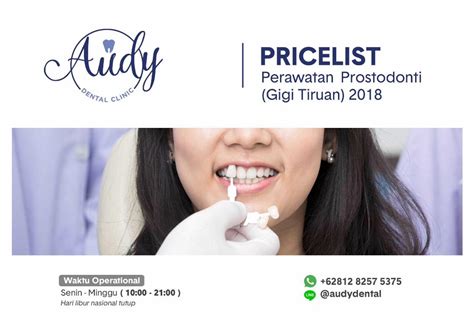 Audy
DENTAL CLINIC
PRICELIST
Perawatan Prostodonti
(Gigi Tiruan) 2018
Waktu Operational
Senin - Minggu ( 10:00 - 21:00 )
Hari libur nasional tutup
+62812 8257 5375
@audydental